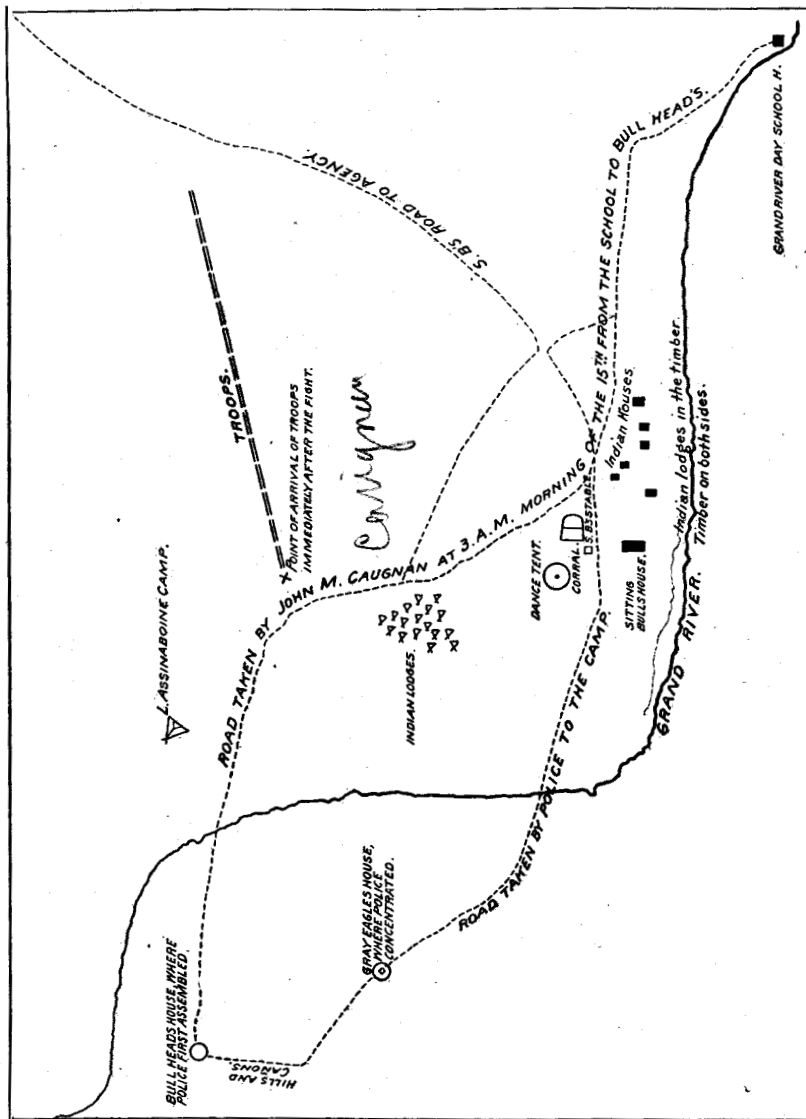 S.B'S ROAD TO AGENCY.
TROOPS.
POINT OF ARRIVAL OF TROOPS
IMMEDIATELY AFTER THE FIGHT.
Carignan
L. ASSINABOINE CAMP.
ROAD TAKEN BY JOHN M. CAUGNAN AT 3. A.M. MORNING OF THE 15TH FROM THE SCHOOL TO BULL HEAD'S.
GRAND RIVER DAY SCHOOL H.
INDIAN LODGES.
DANCE TENT.
CORRAL.
S.B'S STABLE
Indian Houses.
SITTING
BULLS HOUSE.
Indian lodges in the timber
Timber on both sides.
GRAND RIVER.
ROAD TAKEN BY POLICE TO THE CAMP.
GRAY EAGLES HOUSE,
WHERE POLICE
CONCENTRATED.
BULL HEADS HOUSE, WHERE
POLICE FIRST ASSEMBLED.
HILLS AND
CAÑONS.